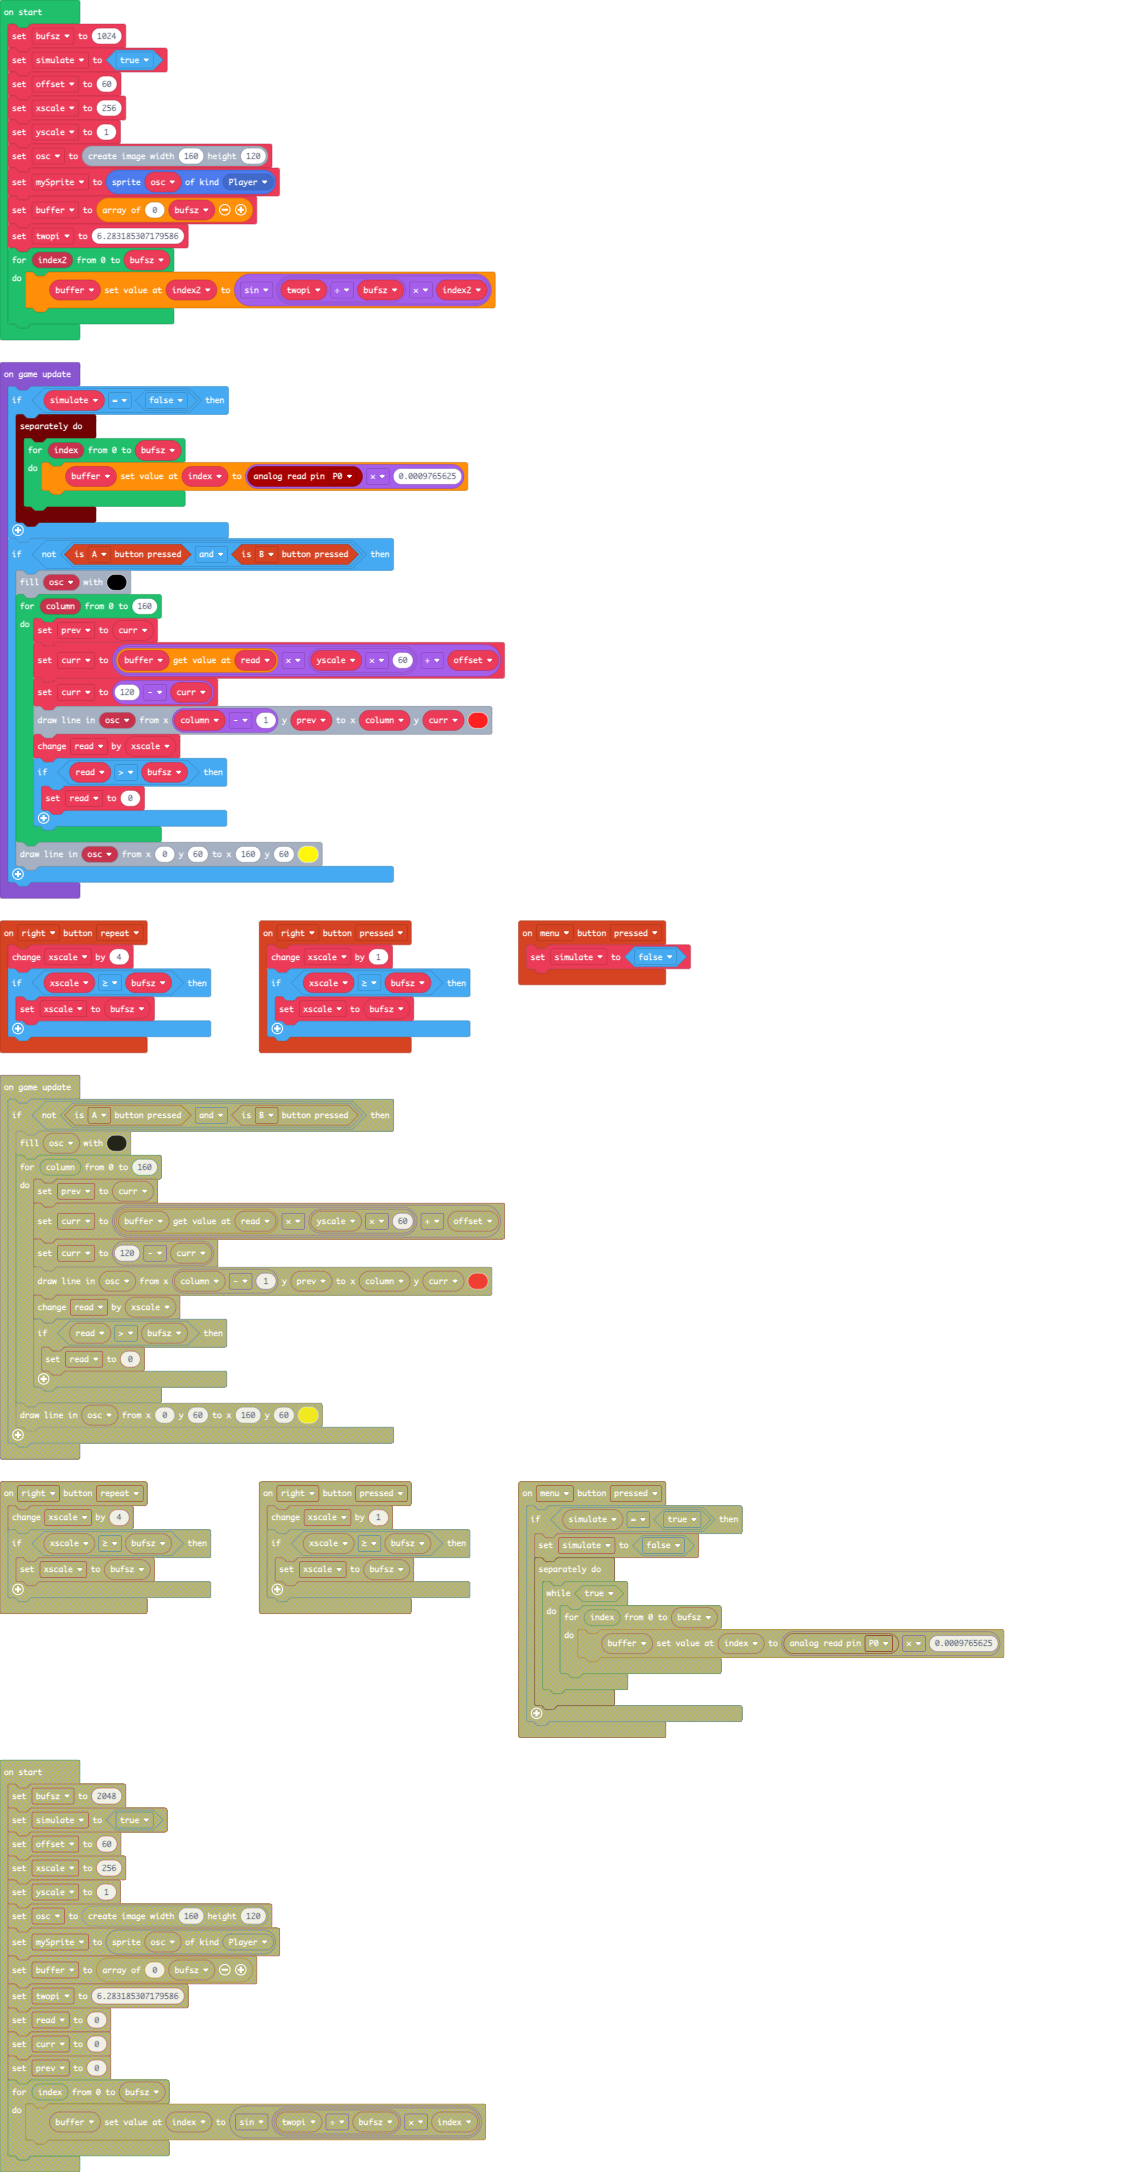 on start
set bufsz to 1024
set simulate to true
set offset to 60
set xscale to 256
set yscale to 1
set osc to create image width 160 height 120
set mySprite to sprite osc of kind Player
set buffer to array of 0 bufsz
set twopi to 6.283185307179586
for index2 from 0 to bufsz
do
buffer set value at index2 to sin twopi ÷ bufsz × index2
on game update
if simulate = false then
separately do
for index from 0 to bufsz
do
buffer set value at index to analog read pin P0 × 0.0009765625
if not is A button pressed and is B button pressed then
fill osc with
for column from 0 to 160
do
set prev to curr
set curr to buffer get value at read × yscale × 60 + offset
set curr to 120 - curr
draw line in osc from x column - 1 y prev to x column y curr
change read by xscale
if read > bufsz then
set read to 0
draw line in osc from x 0 y 60 to x 160 y 60
on right button repeat
change xscale by 4
if xscale ≥ bufsz then
set xscale to bufsz
on right button pressed
change xscale by 1
if xscale ≥ bufsz then
set xscale to bufsz
on menu button pressed
set simulate to false
on game update
if not is A button pressed and is B button pressed then
fill osc with
for column from 0 to 160
do
set prev to curr
set curr to buffer get value at read × yscale × 60 + offset
set curr to 120 - curr
draw line in osc from x column - 1 y prev to x column y curr
change read by xscale
if read > bufsz then
set read to 0
draw line in osc from x 0 y 60 to x 160 y 60
on right button repeat
change xscale by 4
if xscale ≥ bufsz then
set xscale to bufsz
on right button pressed
change xscale by 1
if xscale ≥ bufsz then
set xscale to bufsz
on menu button pressed
if simulate = true then
set simulate to false
separately do
while true
do
for index from 0 to bufsz
do
buffer set value at index to analog read pin P0 × 0.0009765625
on start
set bufsz to 2048
set simulate to true
set offset to 60
set xscale to 256
set yscale to 1
set osc to create image width 160 height 120
set mySprite to sprite osc of kind Player
set buffer to array of 0 bufsz
set twopi to 6.283185307179586
set read to 0
set curr to 0
set prev to 0
for index from 0 to bufsz
do
buffer set value at index to sin twopi ÷ bufsz × index